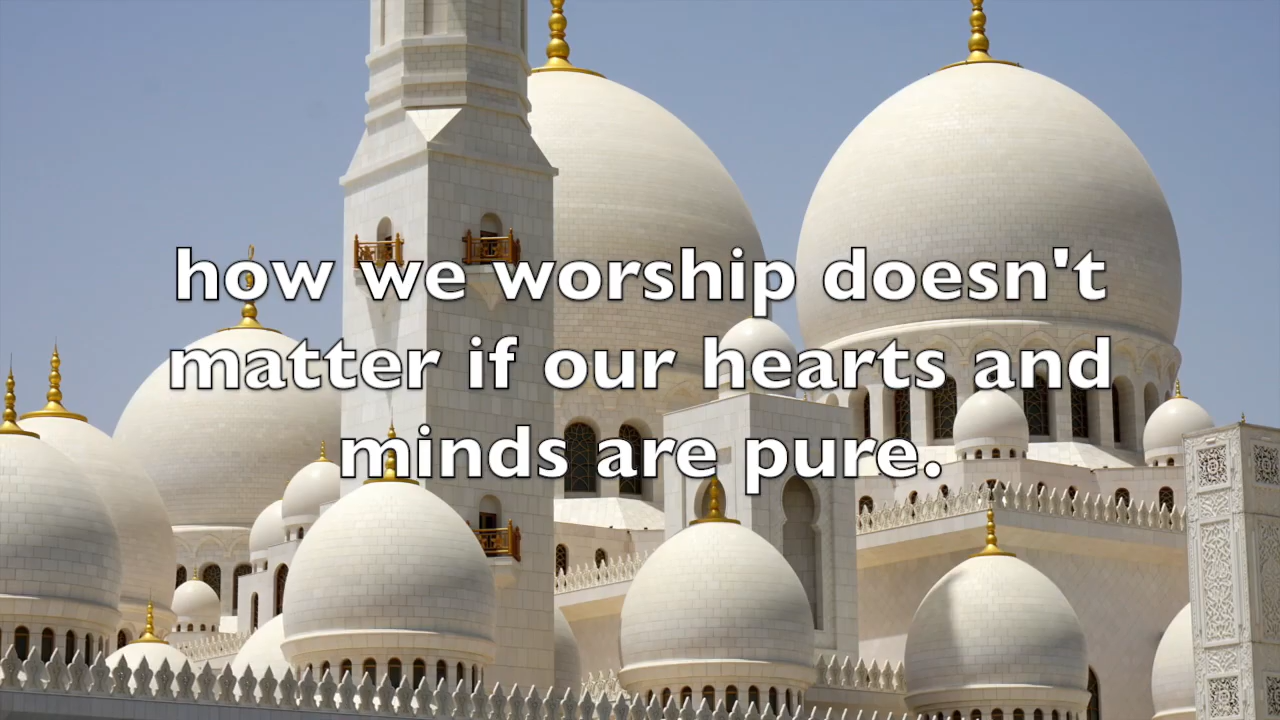 how we worship doesn't
matter if our hearts and
minds are pure.